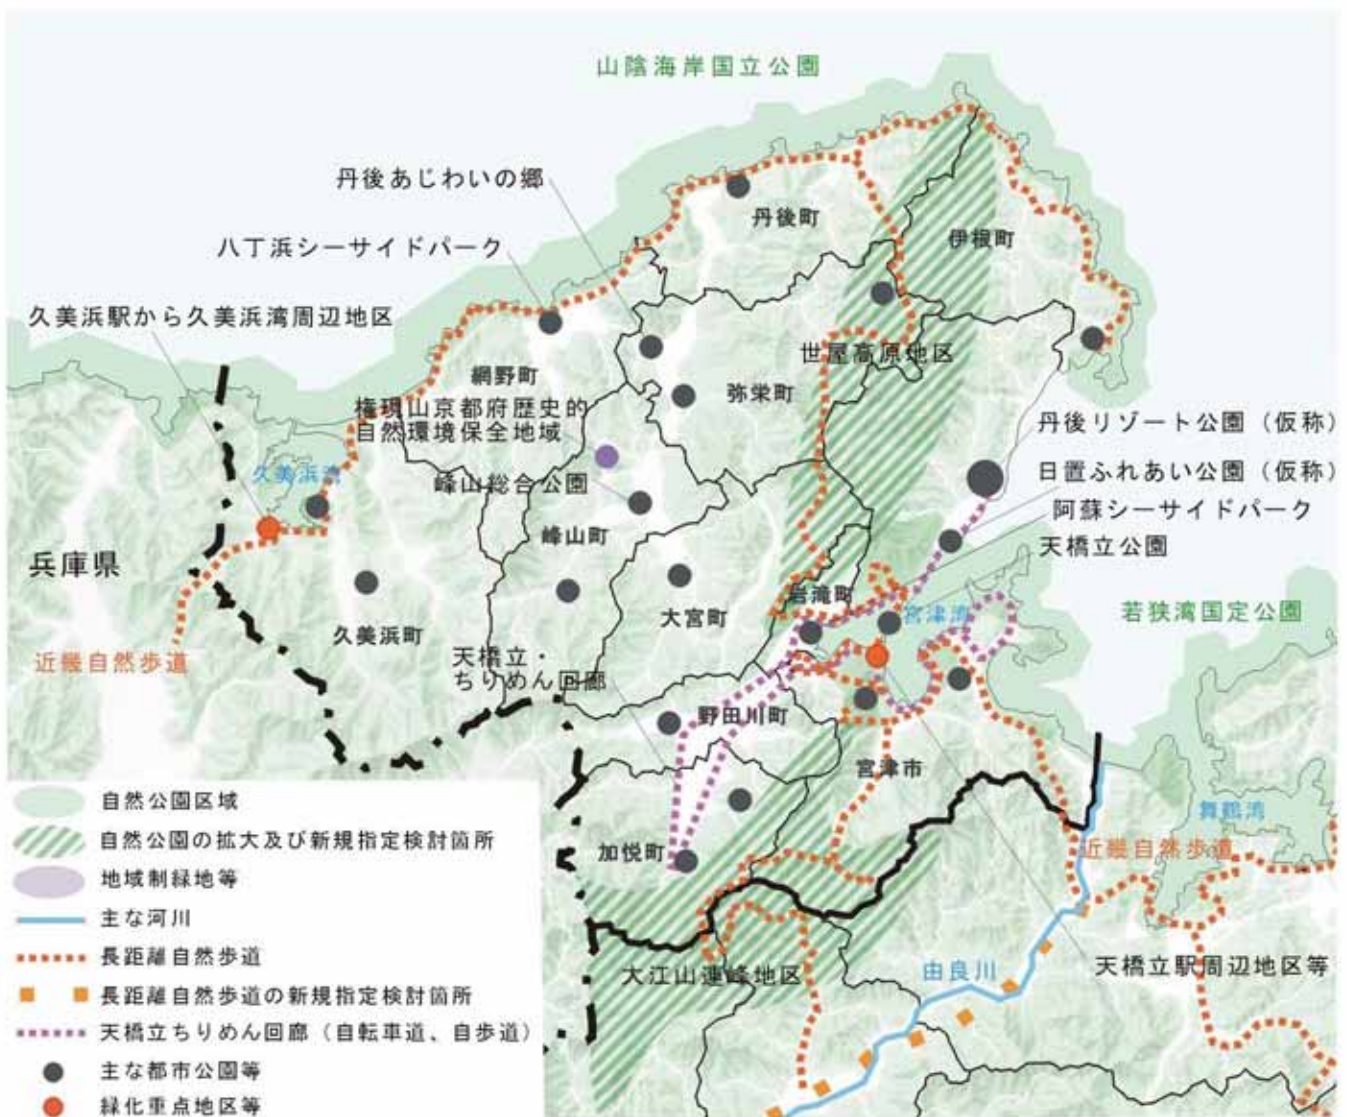 山陰海岸国立公園
丹後あじわいの郷
丹後町
八丁浜シーサイドパーク
伊根町
久美浜駅から久美浜湾周辺地区
世屋高原地区
網野町
弥栄町
権現山京都府歴史的
自然環境保全地域
丹後リゾート公園（仮称）
久美浜湾
日置ふれあい公園（仮称）
峰山総合公園
阿蘇シーサイドパーク
峰山町
天橋立公園
兵庫県
岩滝町
宮津湾
若狭湾国定公園
大宮町
久美浜町
近畿自然歩道
天橋立・
ちりめん回廊
野田川町
宮津市
自然公園区域
舞鶴湾
自然公園の拡大及び新規指定検討箇所
加悦町
近畿自然歩道
地域制緑地等
主な河川
長距離自然歩道
大江山連峰地区
由良川
天橋立駅周辺地区等
長距離自然歩道の新規指定検討箇所
天橋立ちりめん回廊（自転車道、自歩道）
主な都市公園等
緑化重点地区等